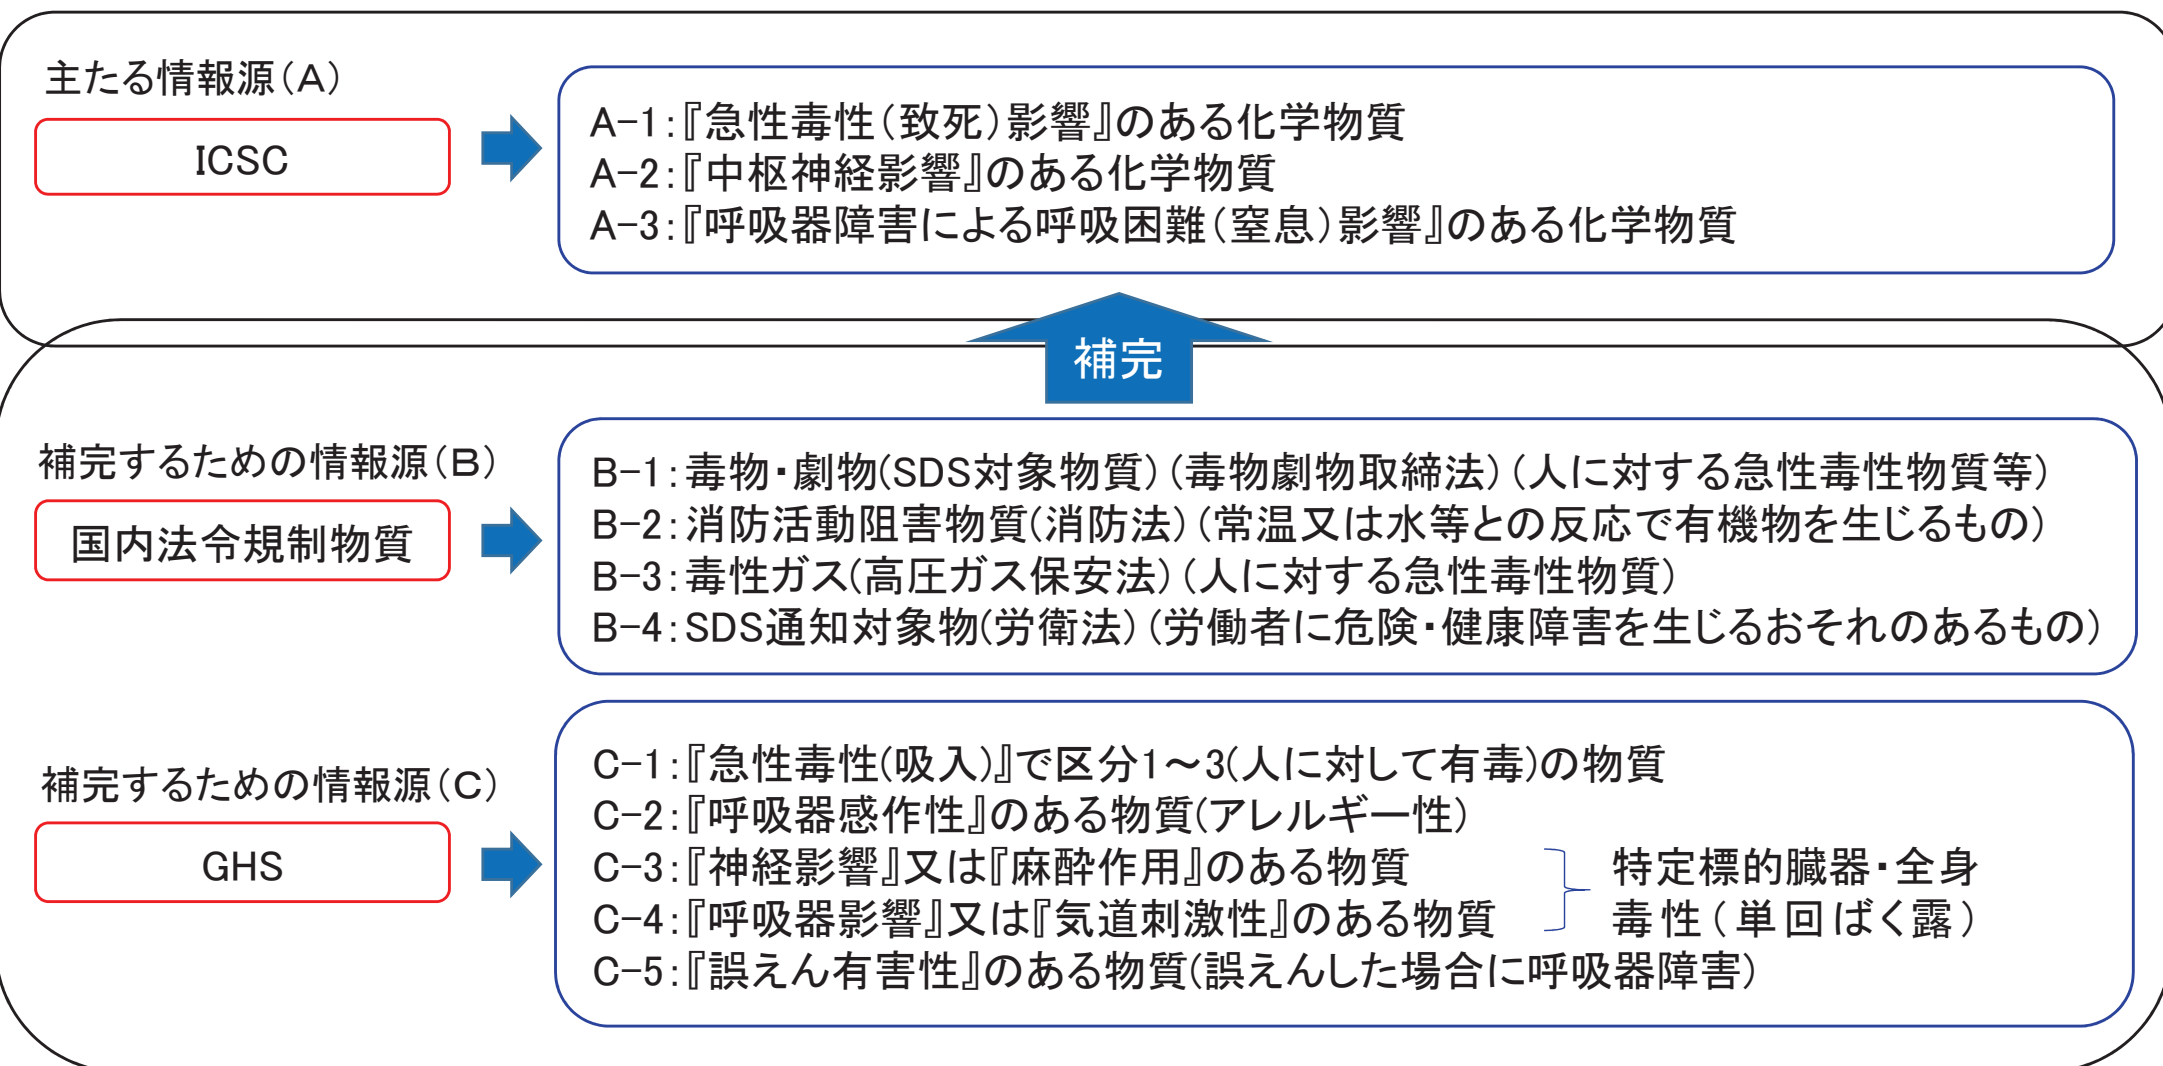 主たる情報源（A）
ICSC
A-1：『急性毒性（致死）影響』のある化学物質
A-2：『中枢神経影響』のある化学物質
A-3：『呼吸器障害による呼吸困難（窒息）影響』のある化学物質
補完
補完するための情報源（B）
国内法令規制物質
B-1：毒物・劇物(SDS対象物質)（毒物劇物取締法）（人に対する急性毒性物質等）
B-2：消防活動阻害物質(消防法)（常温又は水等との反応で有機物を生じるもの）
B-3：毒性ガス(高圧ガス保安法)（人に対する急性毒性物質）
B-4：SDS通知対象物(労衛法)（労働者に危険・健康障害を生じるおそれのあるもの）
補完するための情報源（C）
GHS
C-1：『急性毒性(吸入)』で区分1～3(人に対して有毒)の物質
C-2：『呼吸器感作性』のある物質(アレルギー性)
C-3：『神経影響』又は『麻酔作用』のある物質
C-4：『呼吸器影響』又は『気道刺激性』のある物質
特定標的臓器・全身
毒性（単回ばく露）
C-5：『誤えん有害性』のある物質(誤えんした場合に呼吸器障害)